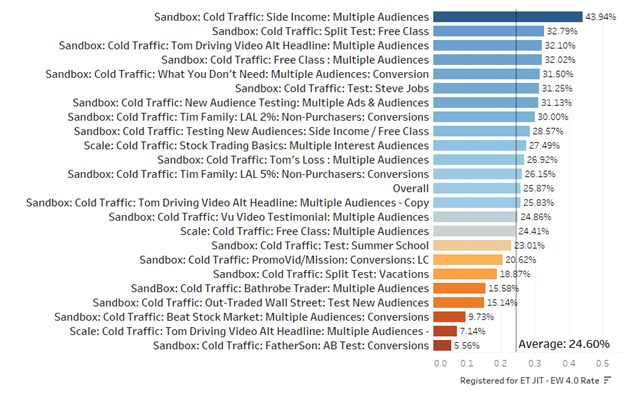 Sandbox: Cold Traffic: Side Income: Multiple Audiences 43.94%
Sandbox: Cold Traffic: Split Test: Free Class 32.79%
Sandbox: Cold Traffic: Tom Driving Video Alt Headline: Multiple Audiences 32.10%
Sandbox: Cold Traffic: Free Class : Multiple Audiences 32.02%
Sandbox: Cold Traffic: What You Don't Need: Multiple Audiences: Conversion 31.50%
Sandbox: Cold Traffic: Test: Steve Jobs 31.25%
Sandbox: Cold Traffic: New Audience Testing: Multiple Ads & Audiences 31.13%
Sandbox: Cold Traffic: Tim Family: LAL 2%: Non-Purchasers: Conversions 30.00%
Sandbox: Cold Traffic: Testing New Audiences: Side Income / Free Class 28.57%
Scale: Cold Traffic: Stock Trading Basics: Multiple Interest Audiences 27.49%
Sandbox: Cold Traffic: Tom's Loss : Multiple Audiences 26.92%
Sandbox: Cold Traffic: Tim Family: LAL 5%: Non-Purchasers: Conversions 26.15%
Overall 25.87%
Sandbox: Cold Traffic: Tom Driving Video Alt Headline: Multiple Audiences - Copy 25.83%
Sandbox: Cold Traffic: Vu Video Testimonial: Multiple Audiences 24.86%
Scale: Cold Traffic: Free Class: Multiple Audiences 24.41%
Sandbox: Cold Traffic: Test: Summer School 23.01%
Sandbox: Cold Traffic: PromoVid/Mission: Conversions: LC 20.62%
Sandbox: Cold Traffic: Split Test: Vacations 18.87%
SandBox: Cold Traffic: Bathrobe Trader: Multiple Audiences 15.58%
Sandbox: Cold Traffic: Out-Traded Wall Street: Test New Audiences 15.14%
Sandbox: Cold Traffic: Beat Stock Market: Multiple Audiences: Conversions 9.73%
Scale: Cold Traffic: Tom Driving Video Alt Headline: Multiple Audiences - 7.14%
Sandbox: Cold Traffic: FatherSon: AB Test: Conversions 5.56%
Average: 24.60%
0.0 0.1 0.2 0.3 0.4 0.5
Registered for ET JIT - EW 4.0 Rate